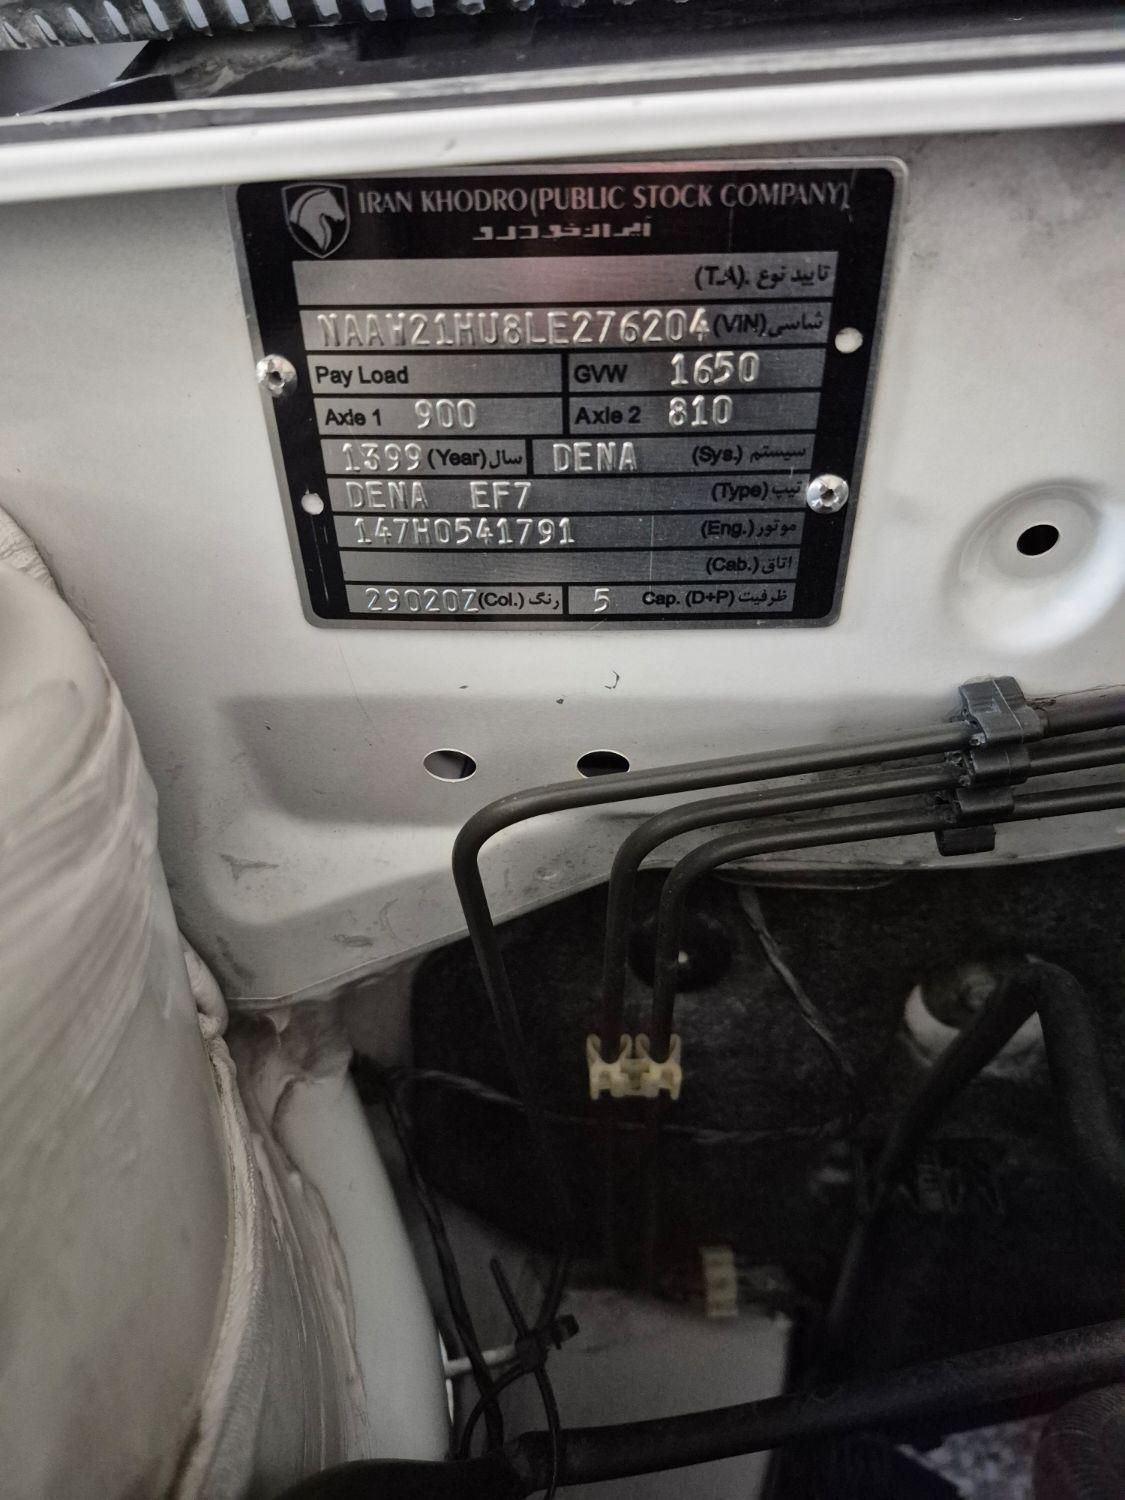 IRAN KHODRO(PUBLIC STOCK COMPANY)
ایران خودرو
تایید نوع .(T.A)
NAAW21HU8LE276204 شاسی(VIN)
Pay Load GVW 1650
Axle 1 900 Axle 2 810
1399 سال(Year) DENA سیستم (.Sys)
DENA EF7 تیپ(Type)
147H0541791 موتور(.Eng)
اتاق(.Cab)
29020Z رنگ (.Col) 5 ظرفیت Cap. (D+P)